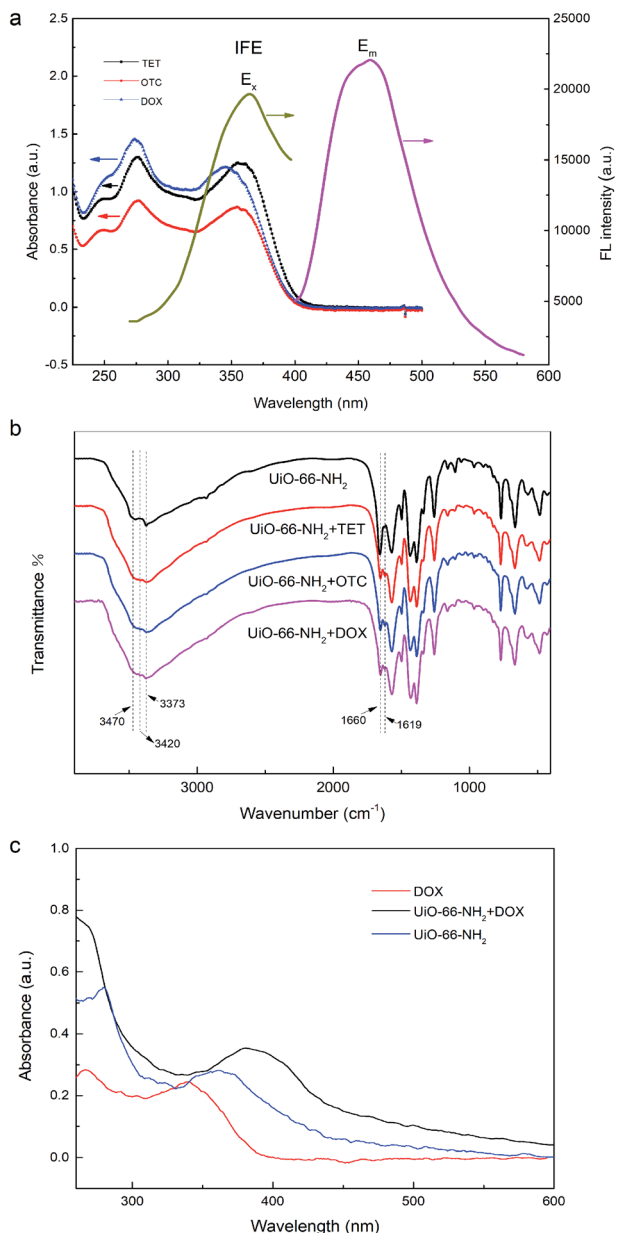 a
2.5
2.0
1.5
1.0
0.5
0.0
-0.5
Absorbance (a.u.)
TET
OTC
DOX
IFE
Ex
Em
25000
20000
15000
10000
5000
FL intensity (a.u.)
250 300 350 400 450 500 550 600
Wavelength (nm)
b
Transmittance %
UiO-66-NH2
UiO-66-NH2+TET
UiO-66-NH2+OTC
UiO-66-NH2+DOX
3470
3373
3420
1660
1619
3000 2000 1000
Wavenumber (cm-1)
c
1.0
0.8
0.6
0.4
0.2
0.0
Absorbance (a.u.)
DOX
UiO-66-NH2+DOX
UiO-66-NH2
300 400 500 600
Wavelength (nm)